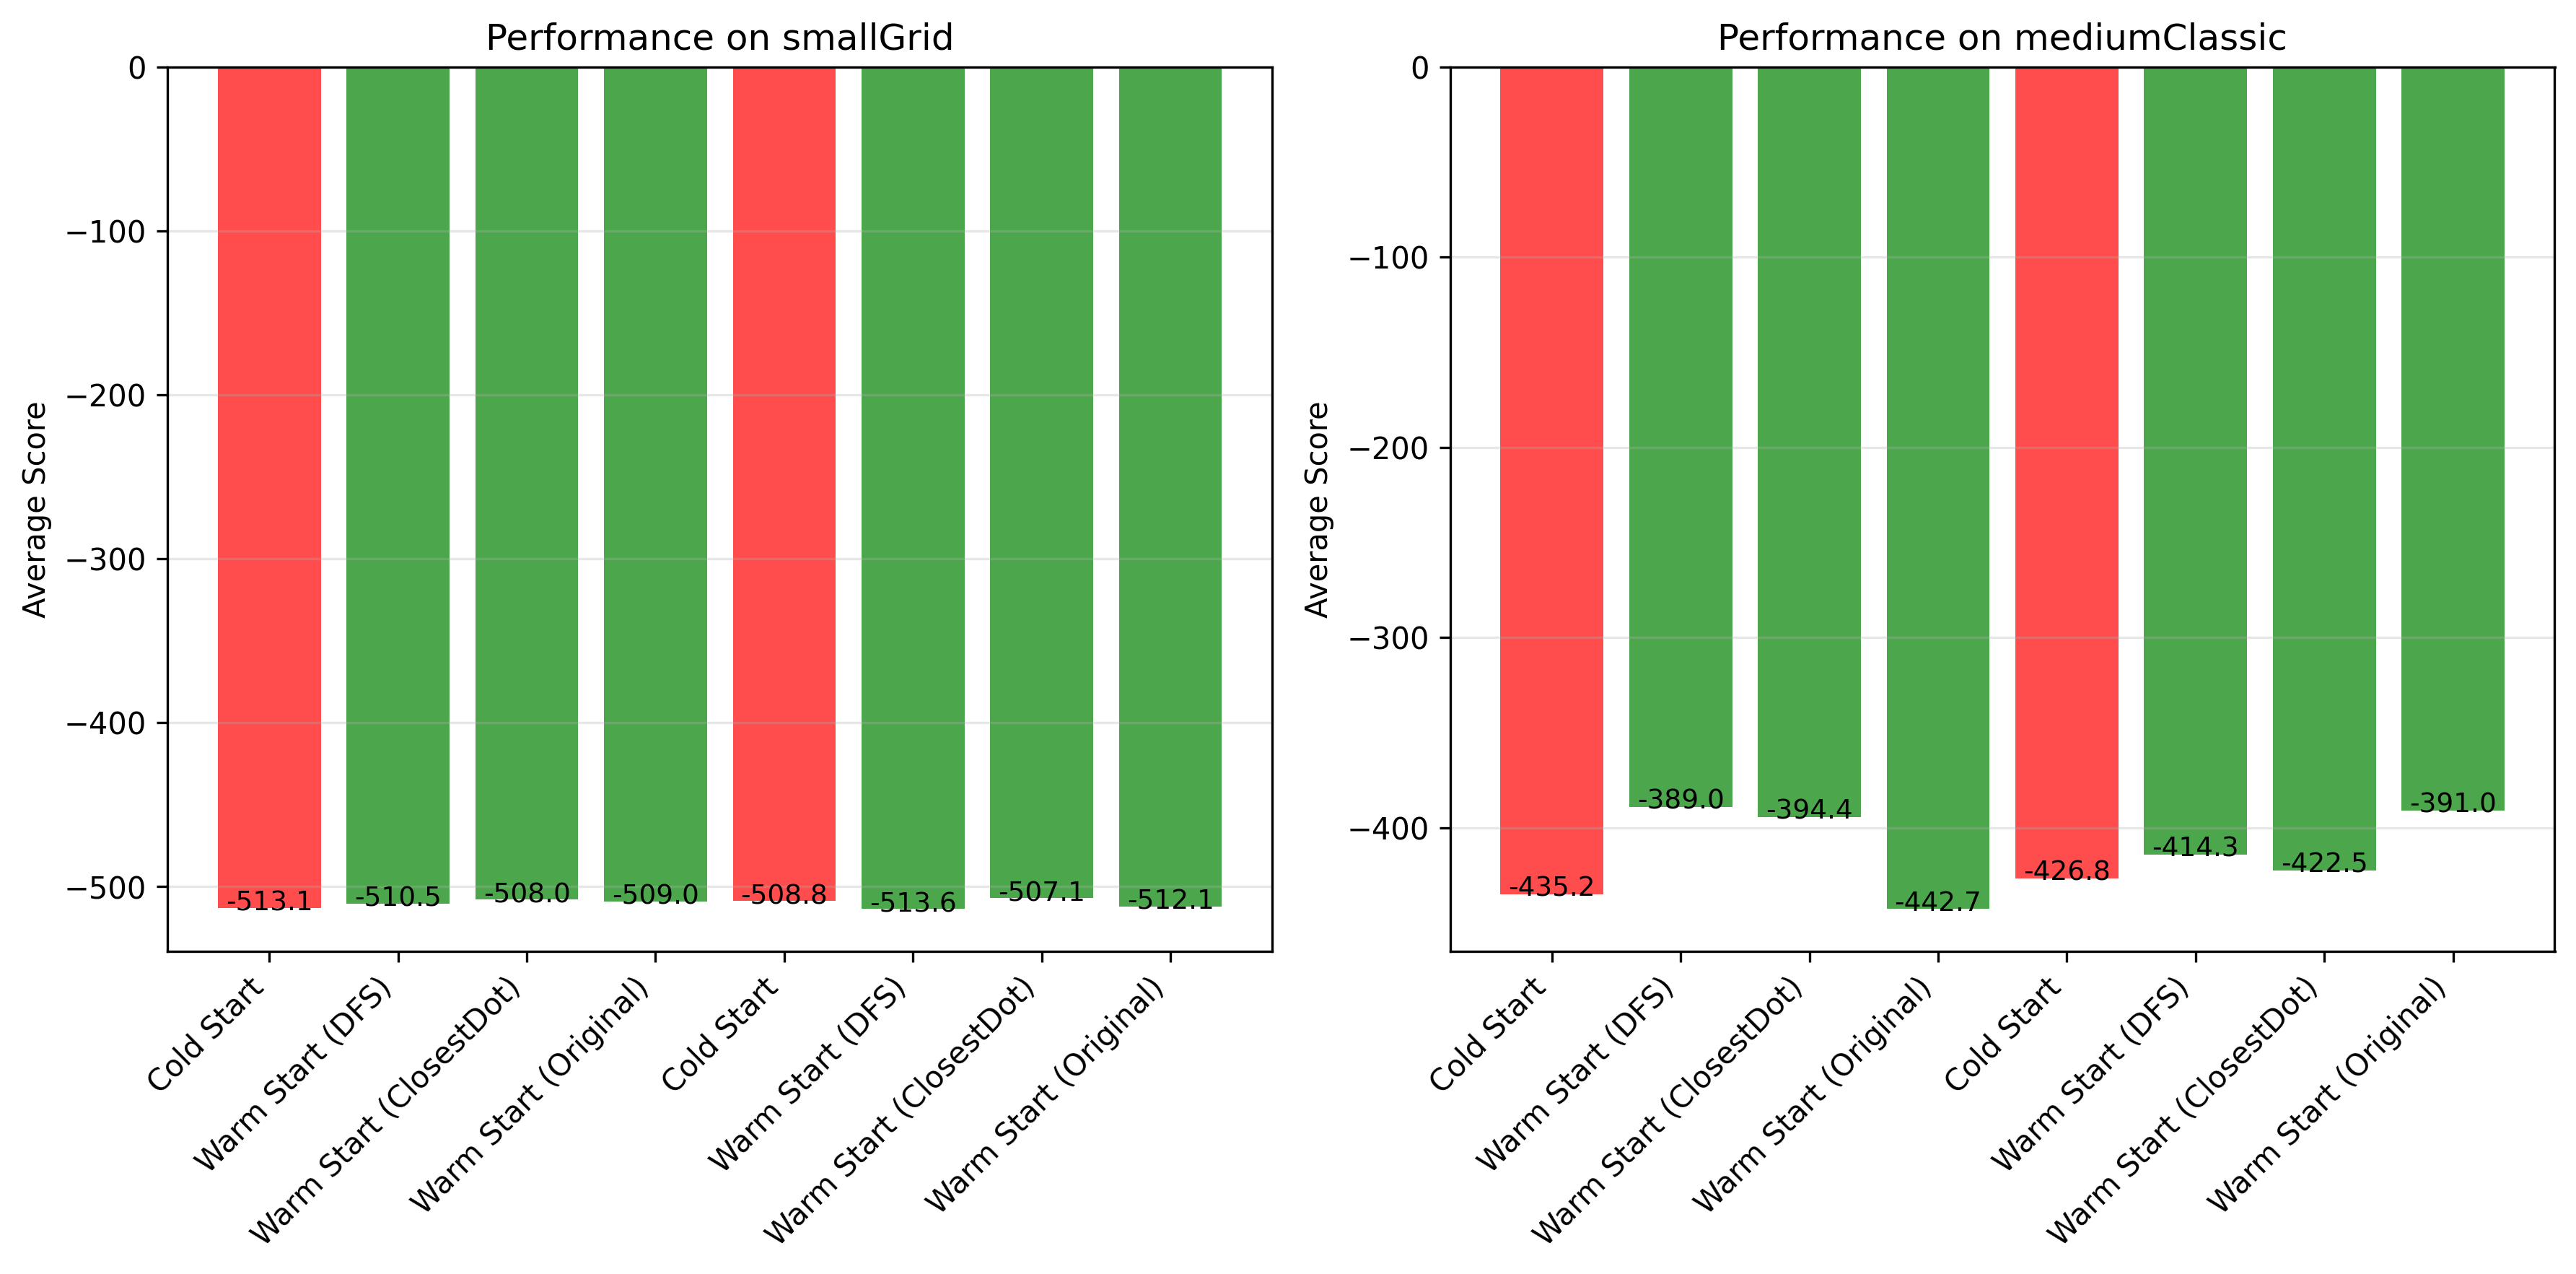 Performance on smallGrid
Average Score
0
−100
−200
−300
−400
−500
-513.1
-510.5
-508.0
-509.0
-508.8
-513.6
-507.1
-512.1
Cold Start
Warm Start (DFS)
Warm Start (ClosestDot)
Warm Start (Original)
Cold Start
Warm Start (DFS)
Warm Start (ClosestDot)
Warm Start (Original)
Performance on mediumClassic
Average Score
0
−100
−200
−300
−400
-435.2
-389.0
-394.4
-442.7
-426.8
-414.3
-422.5
-391.0
Cold Start
Warm Start (DFS)
Warm Start (ClosestDot)
Warm Start (Original)
Cold Start
Warm Start (DFS)
Warm Start (ClosestDot)
Warm Start (Original)